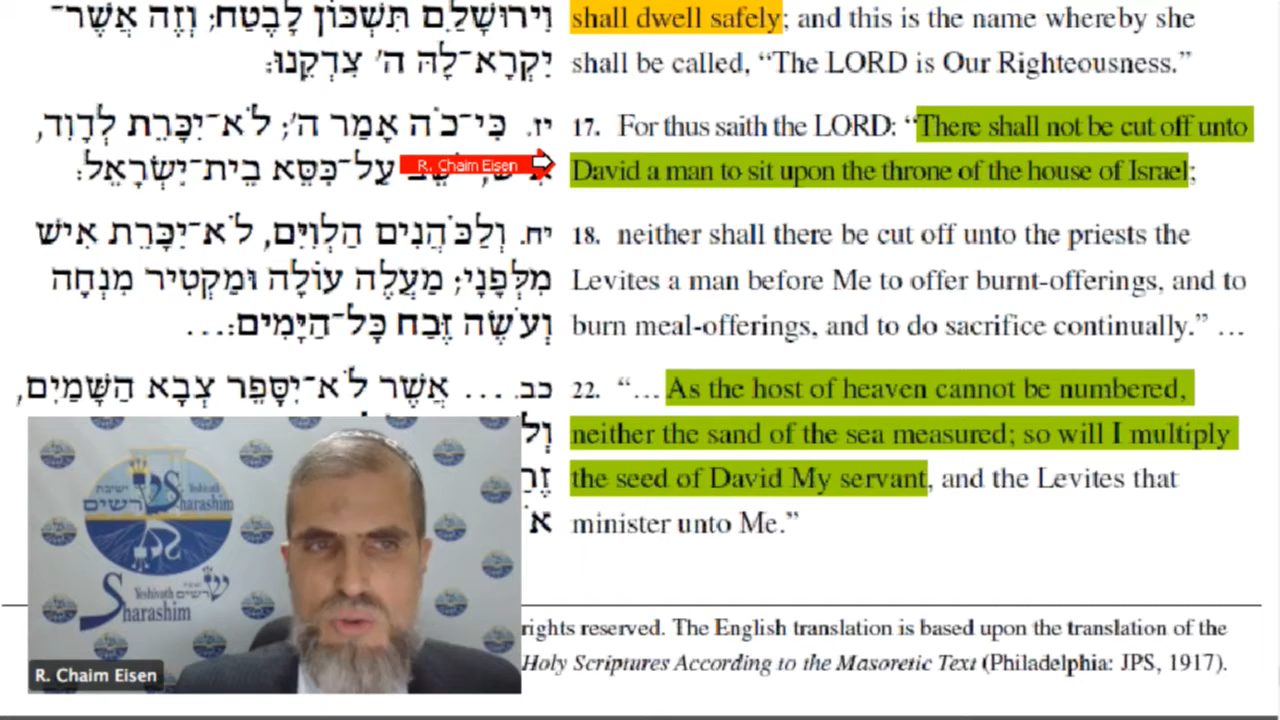 וִירוּשָׁלַיִם תִּשְׁכּוֹן לָבֶטַח; וְזֶה אֲשֶׁר־
יִקְרָא־לָהּ ה' צִדְקֵנוּ:
shall dwell safely; and this is the name whereby she
shall be called, “The LORD is Our Righteousness.”
יז. כִּי־כֹה אָמַר ה'; לֹא־יִכָּרֵת לְדָוִד,
עַל־כִּסֵּא בֵית־יִשְׂרָאֵל:
R. Chaim Eisen
17. For thus saith the LORD: “There shall not be cut off unto
David a man to sit upon the throne of the house of Israel;
יח. וְלַכֹּהֲנִים הַלְוִיִּם, לֹא־יִכָּרֵת אִישׁ
מִלְּפָנָי; מַעֲלֶה עוֹלָה וּמַקְטִיר מִנְחָה
וְעֹשֶׂה זֶּבַח כָּל־הַיָּמִים:...
18. neither shall there be cut off unto the priests the
Levites a man before Me to offer burnt-offerings, and to
burn meal-offerings, and to do sacrifice continually.” …
כב. ... אֲשֶׁר לֹא־יִסָּפֵר צְבָא הַשָּׁמַיִם,
22. “… As the host of heaven cannot be numbered,
neither the sand of the sea measured; so will I multiply
the seed of David My servant, and the Levites that
minister unto Me.”
rights reserved. The English translation is based upon the translation of the
Holy Scriptures According to the Masoretic Text (Philadelphia: JPS, 1917).
ישיבת
שרשים
Yeshivath
Sharashim
Yeshivath שרשים
Sharashim
R. Chaim Eisen